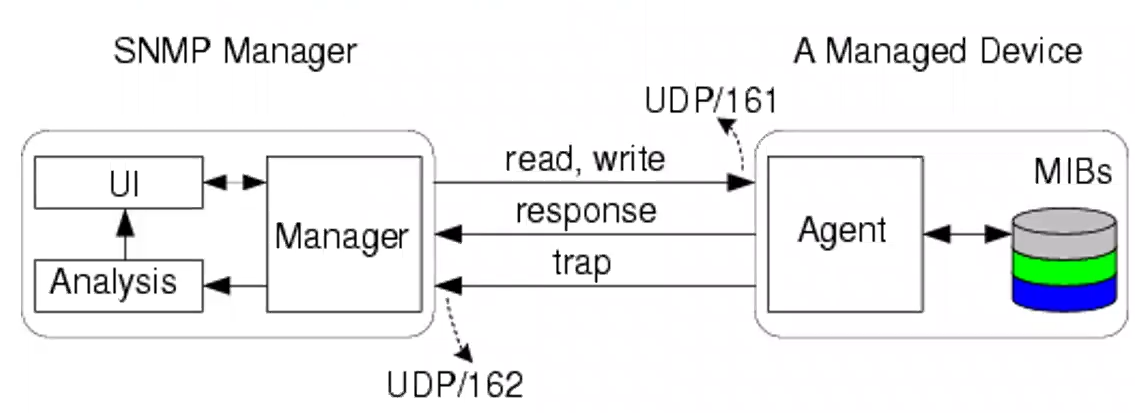 SNMP Manager
A Managed Device
UDP/161
read, write
MIBs
UI
response
Manager
Agent
trap
Analysis
UDP/162